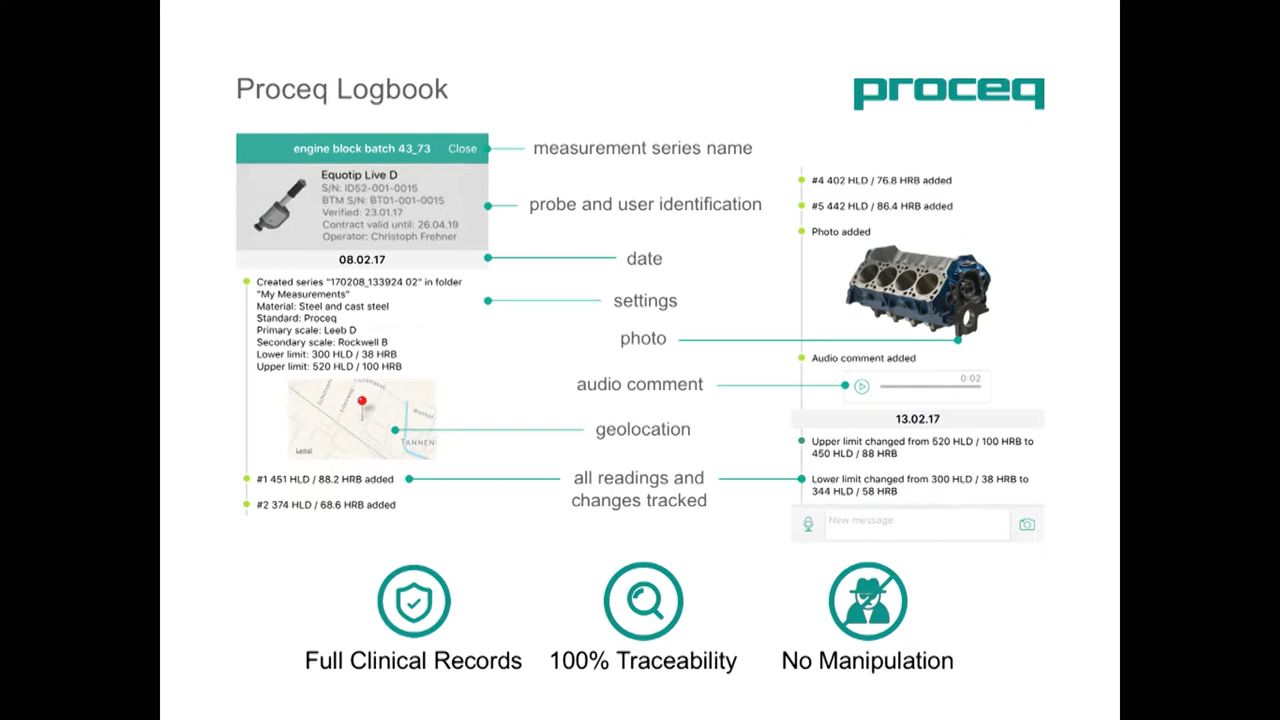 Proceq Logbook
proceq
engine block batch 43_73 Close
Equotip Live D
S/N: ID52-001-0015
BTM S/N: BT01-001-0015
Verified: 23.01.17
Contract valid until: 26.04.19
Operator: Christoph Frehner
08.02.17
Created series "170208_133924 02" in folder
"My Measurements"
Material: Steel and cast steel
Standard: Proceq
Primary scale: Leeb D
Secondary scale: Rockwell B
Lower limit: 300 HLD / 38 HRB
Upper limit: 520 HLD / 100 HRB
TANNEN
Legal
#1 451 HLD / 88.2 HRB added
#2 374 HLD / 68.6 HRB added
measurement series name
probe and user identification
date
settings
photo
audio comment
geolocation
all readings and
changes tracked
#4 402 HLD / 76.8 HRB added
#5 442 HLD / 86.4 HRB added
Photo added
Audio comment added
0:02
13.02.17
Upper limit changed from 520 HLD / 100 HRB to
450 HLD / 88 HRB
Lower limit changed from 300 HLD / 38 HRB to
344 HLD / 58 HRB
New message
Full Clinical Records
100% Traceability
No Manipulation